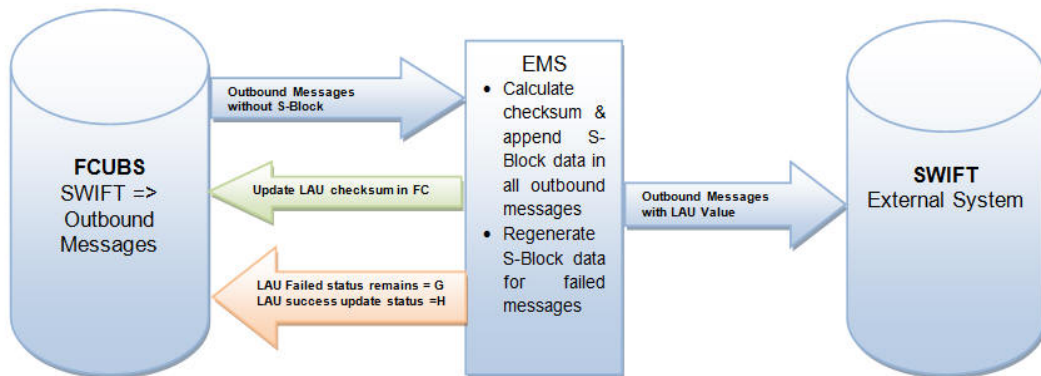 FCUBS
SWIFT =>
Outbound
Messages
Outbound Messages
without S-Block
Update LAU checksum in FC
LAU Failed status remains = G
LAU success update status =H
EMS
• Calculate
checksum &
append S-
Block data in
all outbound
messages
• Regenerate
S-Block data
for failed
messages
Outbound Messages
with LAU Value
SWIFT
External System